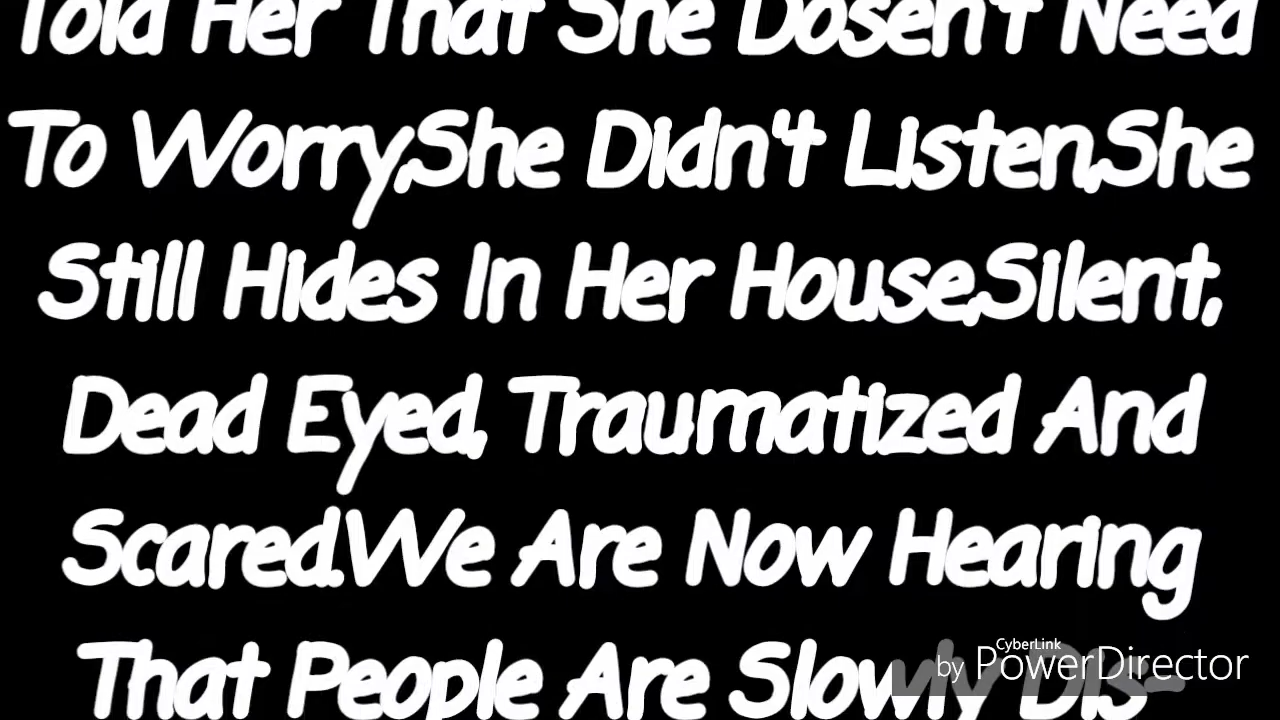 Told Her That She Dosen't Need
To Worry,She Didn't Listen,She
Still Hides In Her House,Silent,
Dead Eyed, Traumatized And
Scared.We Are Now Hearing
That People Are Slowly Dis-
CyberLink
by PowerDirector